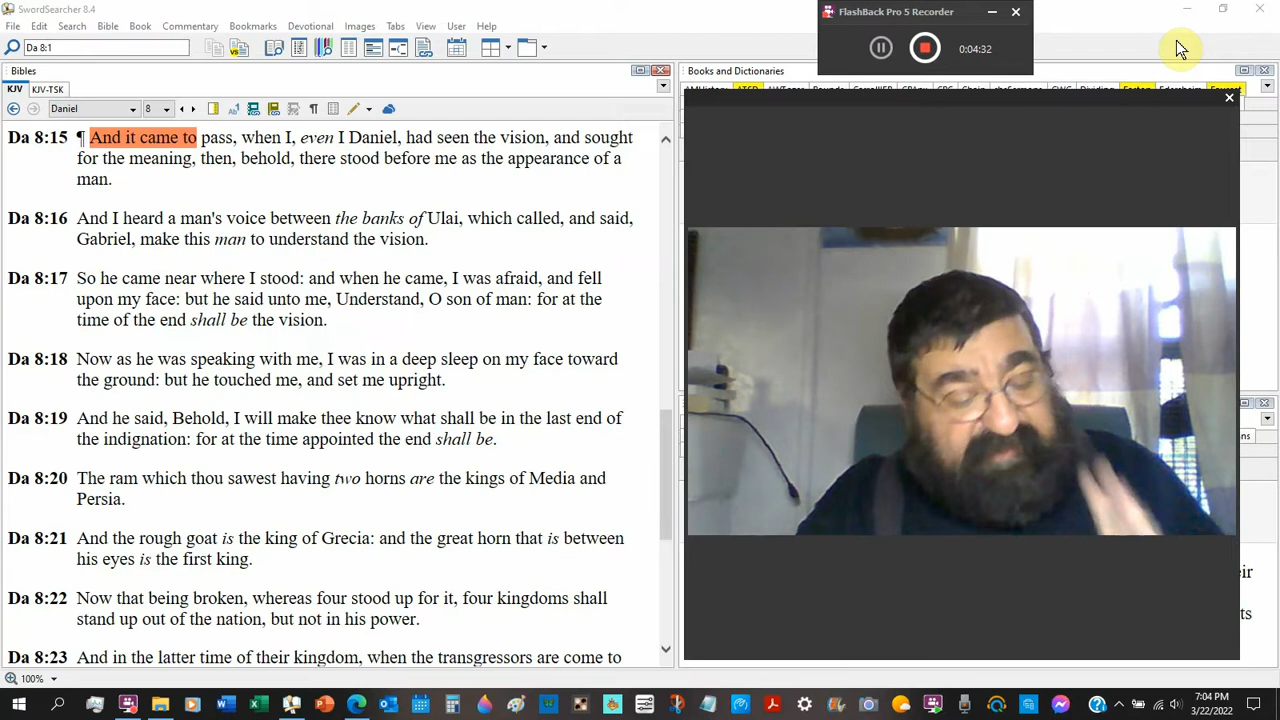 SwordSearcher 8.4
FlashBack Pro 5 Recorder
File Edit Search Bible Book Commentary Bookmarks Devotional Images Tabs View User Help
0:04:32
Da 8:1
VS
Bibles
Books and Dictionaries
KJV KJV-TSK
Daniel 8
Da 8:15 ¶ And it came to pass, when I, even I Daniel, had seen the vision, and sought
for the meaning, then, behold, there stood before me as the appearance of a
man.
Da 8:16 And I heard a man's voice between the banks of Ulai, which called, and said,
Gabriel, make this man to understand the vision.
Da 8:17 So he came near where I stood: and when he came, I was afraid, and fell
upon my face: but he said unto me, Understand, O son of man: for at the
time of the end shall be the vision.
Da 8:18 Now as he was speaking with me, I was in a deep sleep on my face toward
the ground: but he touched me, and set me upright.
Da 8:19 And he said, Behold, I will make thee know what shall be in the last end of
the indignation: for at the time appointed the end shall be.
Da 8:20 The ram which thou sawest having two horns are the kings of Media and
Persia.
Da 8:21 And the rough goat is the king of Grecia: and the great horn that is between
his eyes is the first king.
Da 8:22 Now that being broken, whereas four stood up for it, four kingdoms shall
stand up out of the nation, but not in his power.
Da 8:23 And in the latter time of their kingdom, when the transgressors are come to
100%
7:04 PM
3/22/2022